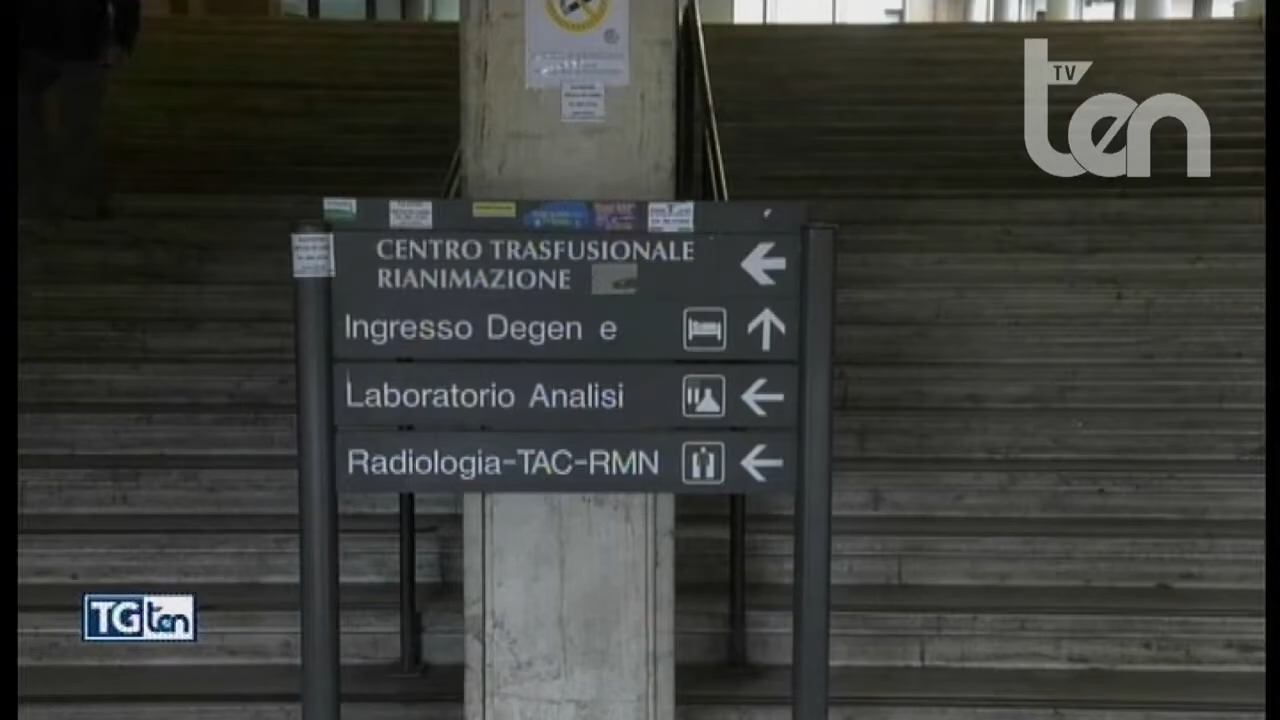 TV
ten
CENTRO TRASFUSIONALE
RIANIMAZIONE
Ingresso Degen e
Laboratorio Analisi
Radiologia-TAC-RMN
TG ten